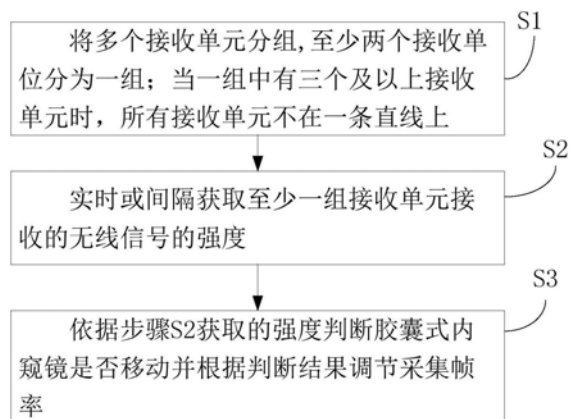 S1
将多个接收单元分组,至少两个接收单
位分为一组；当一组中有三个及以上接收
单元时，所有接收单元不在一条直线上
S2
实时或间隔获取至少一组接收单元接
收的无线信号的强度
S3
依据步骤S2获取的强度判断胶囊式内
窥镜是否移动并根据判断结果调节采集帧
率